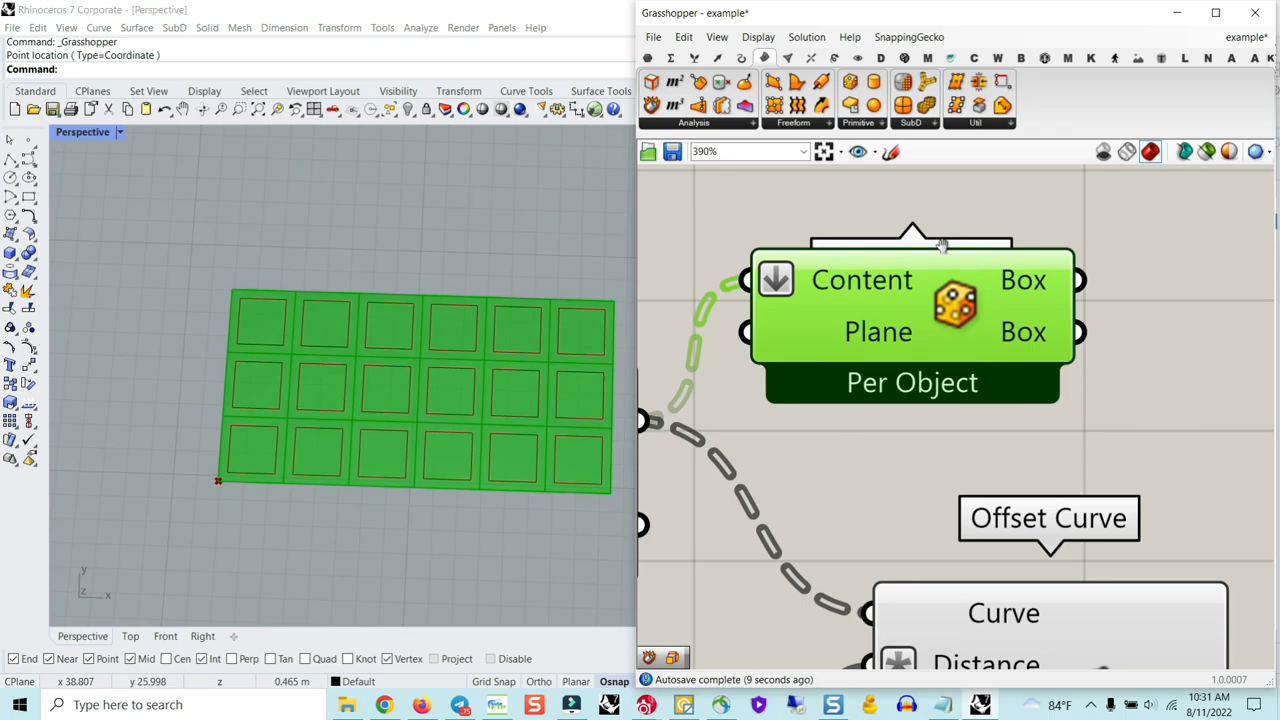 Rhinoceros 7 Corporate - [Perspective]
File Edit View Curve Surface Solid Mesh Dimension Transform Tools Analyze Render Panels Help
Command: _Grasshopper
Point location ( Type=Coordinate )
Command:
Standard CPlanes Set View Display Select Viewport Layout Visibility Transform Curve Tools Surface Tools
Perspective
y
z x
Perspective Top Front Right
End Near Point Mid Cen Int Perp Tan Quad Knot Vertex Project Disable
CPlane x 38.807 y 25.998 z 0.465 m Default Grid Snap Ortho Planar Osnap
Grasshopper - example*
File Edit View Display Solution Help SnappingGecko example*
Analysis Freeform Primitive SubD Util
390%
Content Box
Plane Box
Per Object
Offset Curve
Curve
Distance
Autosave complete (9 seconds ago) 1.0.0007
Type here to search 84°F 10:31 AM
8/11/2022